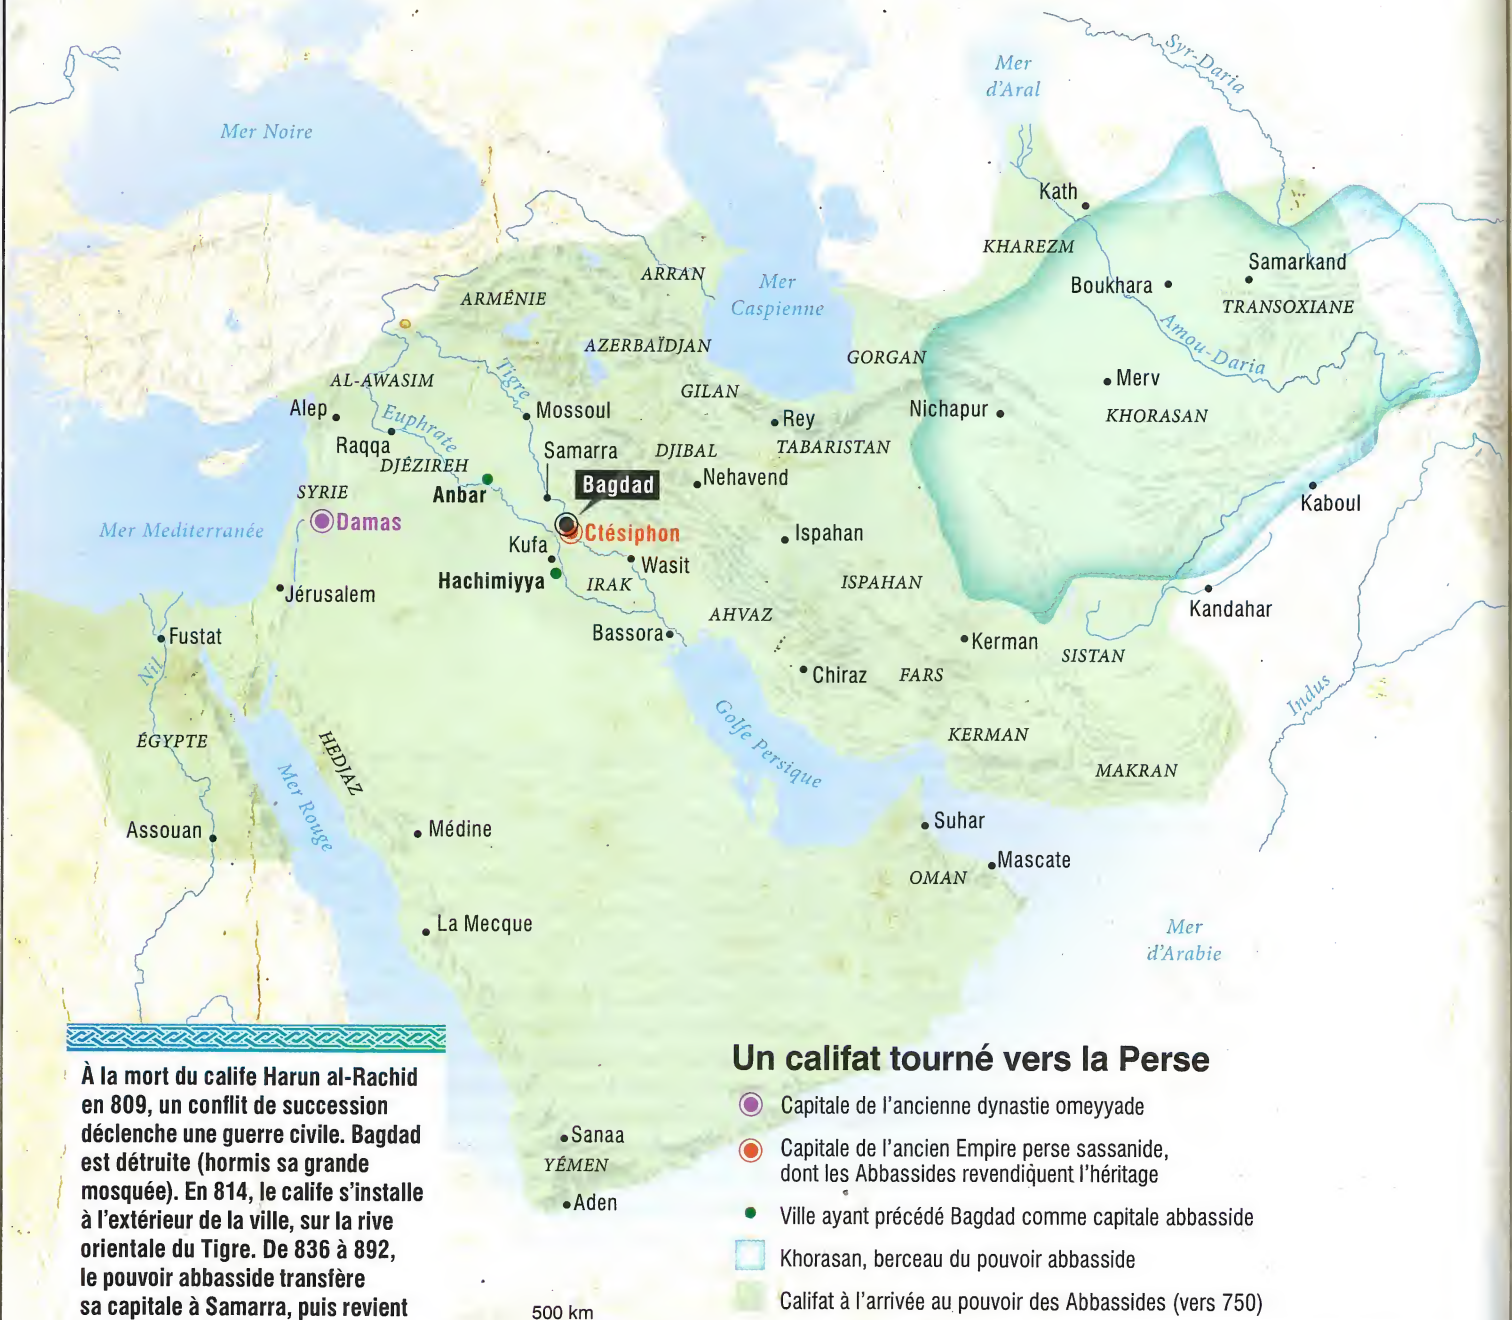 Mer Noire
Mer
d'Aral
Syr-Daria
Kath
KHAREZM
Samarkand
Boukhara
TRANSOXIANE
ARRAN
ARMÉNIE
Mer
Caspienne
AZERBAÏDJAN
Amou-Daria
GORGAN
Tigre
AL-AWASIM
GILAN
Merv
Alep
Euphrate
Mossoul
Rey
Nichapur
KHORASAN
Raqqa
Samarra
DJIBAL
TABARISTAN
DJÉZIREH
Nehavend
SYRIE
Anbar
Bagdad
Kaboul
Mer Mediterranée
Damas
Ctésiphon
Ispahan
Kufa
Wasit
Hachimiyya
IRAK
ISPAHAN
Jérusalem
Kandahar
AHVAZ
Fustat
Bassora
Kerman
SISTAN
Nil
Chiraz
FARS
Indus
Golfe Persique
ÉGYPTE
HEDJAZ
KERMAN
MAKRAN
Mer Rouge
Assouan
Médine
Suhar
Mascate
OMAN
La Mecque
Mer
d'Arabie
Sanaa
YÉMEN
Aden
À la mort du calife Harun al-Rachid
en 809, un conflit de succession
déclenche une guerre civile. Bagdad
est détruite (hormis sa grande
mosquée). En 814, le calife s'installe
à l'extérieur de la ville, sur la rive
orientale du Tigre. De 836 à 892,
le pouvoir abbasside transfère
sa capitale à Samarra, puis revient
500 km
Un califat tourné vers la Perse
Capitale de l'ancienne dynastie omeyyade
Capitale de l'ancien Empire perse sassanide,
dont les Abbassides revendiquent l'héritage
Ville ayant précédé Bagdad comme capitale abbasside
Khorasan, berceau du pouvoir abbasside
Califat à l'arrivée au pouvoir des Abbassides (vers 750)